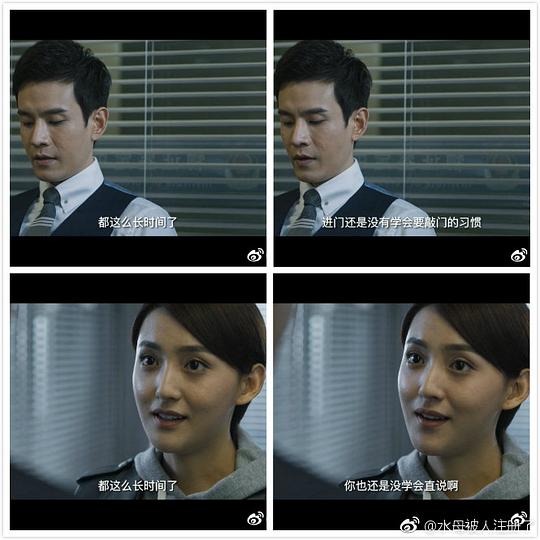 都这么长时间了
进门还是没有学会要敲门的习惯
都这么长时间了
你也还是没学会直说啊
@水母被人注册了